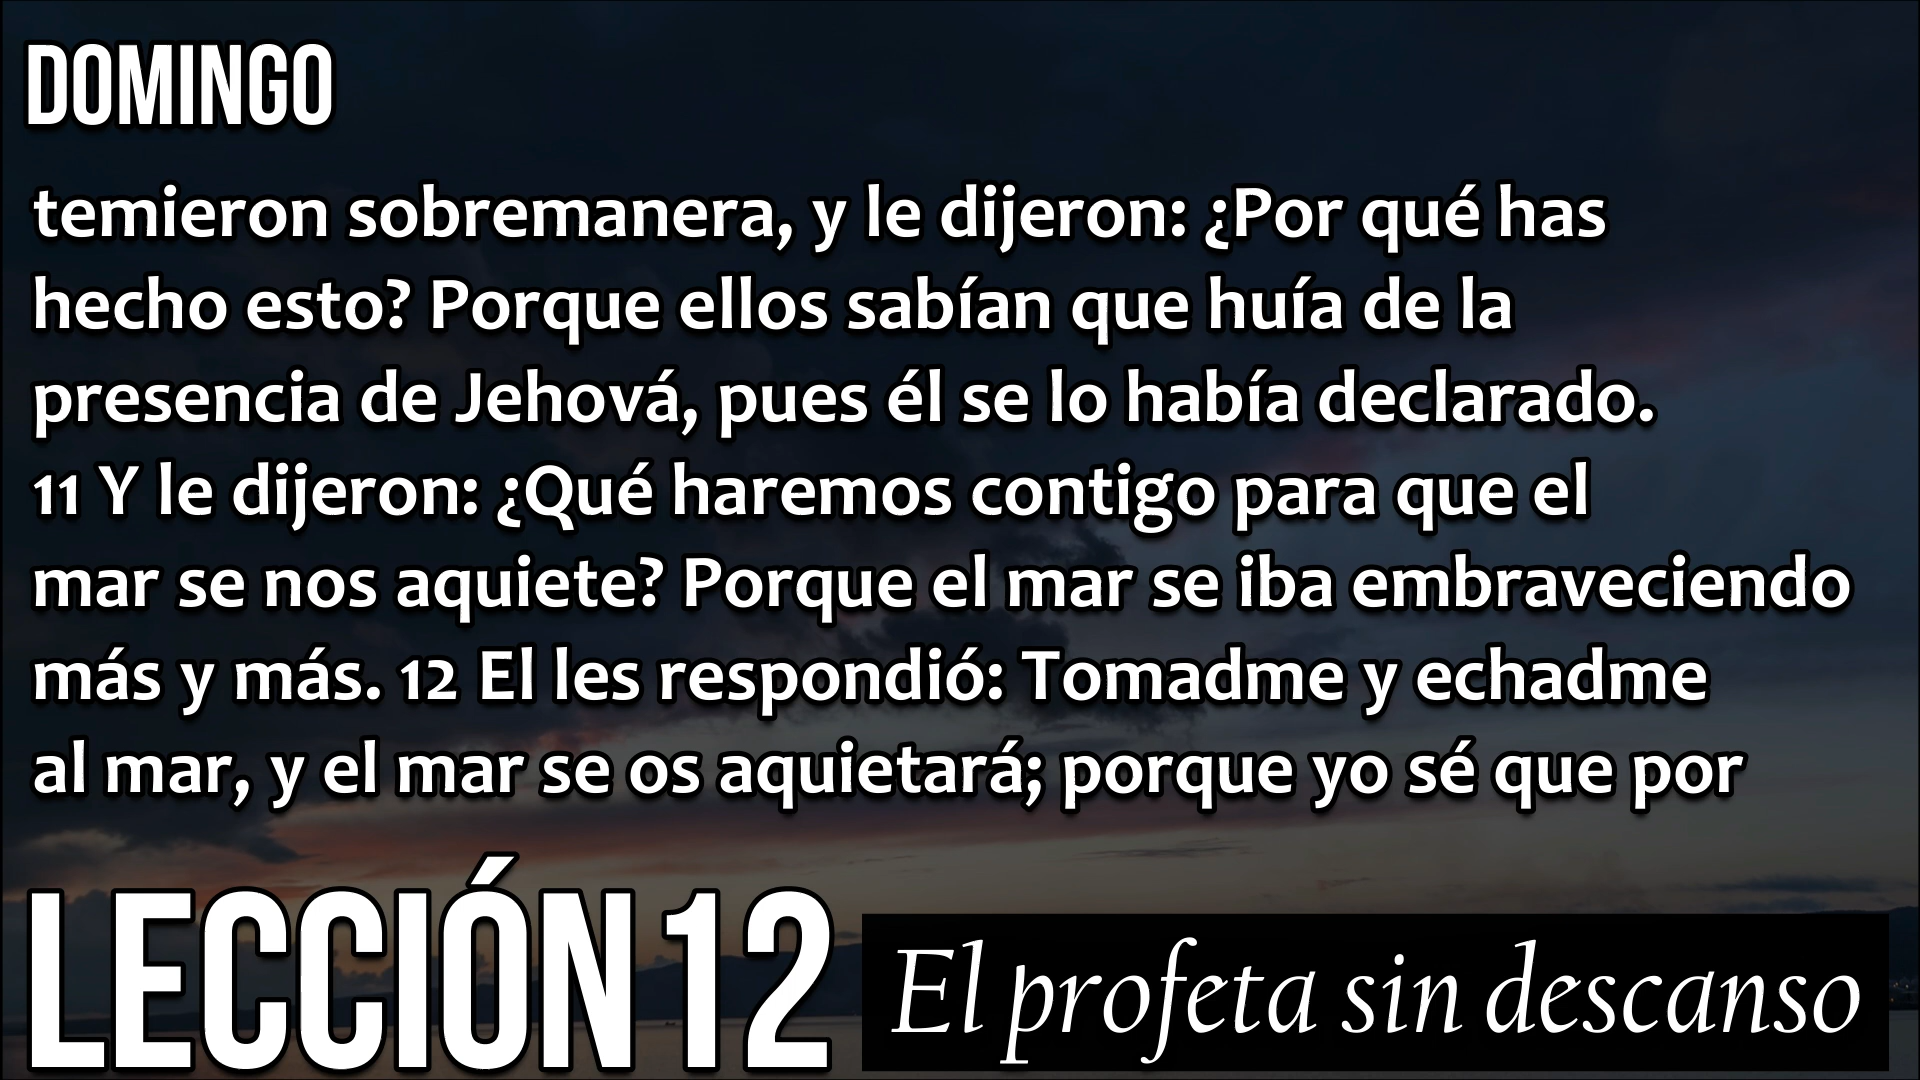 DOMINGO
temieron sobremanera, y le dijeron: ¿Por qué has
hecho esto? Porque ellos sabían que huía de la
presencia de Jehová, pues él se lo había declarado.
11 Y le dijeron: ¿Qué haremos contigo para que el
mar se nos aquiete? Porque el mar se iba embraveciendo
más y más. 12 El les respondió: Tomadme y echadme
al mar, y el mar se os aquietará; porque yo sé que por
LECCIÓN 12
El profeta sin descanso